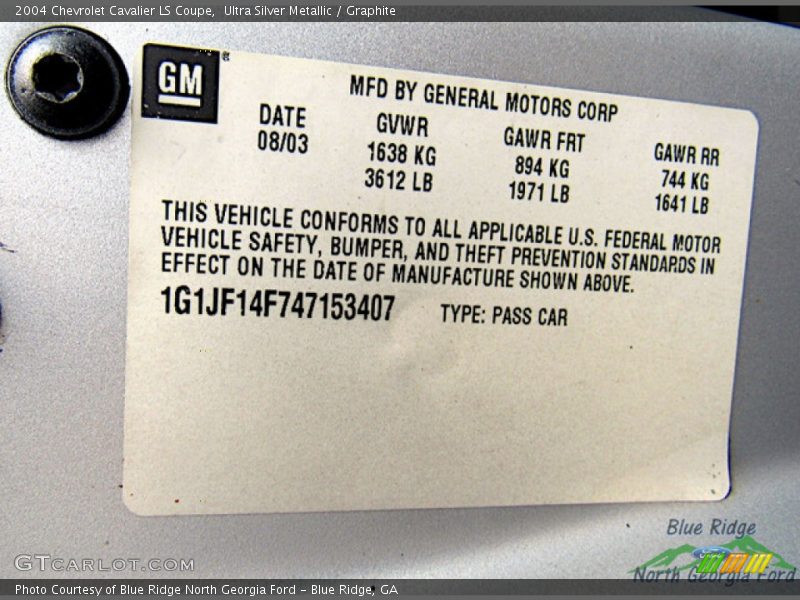 2004 Chevrolet Cavalier LS Coupe, Ultra Silver Metallic / Graphite
GM®
MFD BY GENERAL MOTORS CORP
DATE GVWR GAWR FRT GAWR RR
08/03 1638 KG 894 KG 744 KG
3612 LB 1971 LB 1641 LB
THIS VEHICLE CONFORMS TO ALL APPLICABLE U.S. FEDERAL MOTOR
VEHICLE SAFETY, BUMPER, AND THEFT PREVENTION STANDARDS IN
EFFECT ON THE DATE OF MANUFACTURE SHOWN ABOVE.
1G1JF14F747153407 TYPE: PASS CAR
Blue Ridge
Ford
North Georgia Ford
GTCARLOT.COM
Photo Courtesy of Blue Ridge North Georgia Ford – Blue Ridge, GA